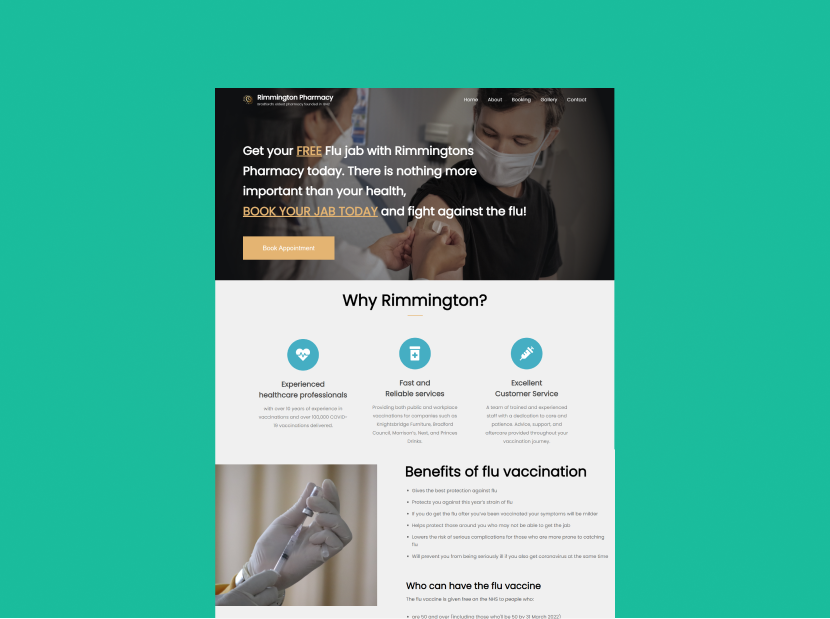 Rimmington Pharmacy
Bradford's oldest pharmacy founded in
Home About Booking Gallery Contact
Get your FREE Flu jab with Rimmingtons
Pharmacy today. There is nothing more
important than your health,
BOOK YOUR JAB TODAY and fight against the flu!
Book Appointment
Why Rimmington?
Experienced
healthcare professionals
with over 10 years of experience in
vaccinations and over 100,000 COVID-
19 vaccinations delivered.
Fast and
Reliable services
Providing both public and workplace
vaccinations for companies such as
Knightsbridge Furniture, Bradford
Council, Morrison's, Next, and Princes
Drinks.
Excellent
Customer Service
A team of trained and experienced
staff with a dedication to care and
patience. Advice, support, and
aftercare provided throughout your
vaccination journey.
Benefits of flu vaccination
• Gives the best protection against flu
• Protects you against this year's strain of flu
• If you do get the flu after you've been vaccinated your symptoms will be milder
• Helps protect those around you who may not be able to get the jab
• Lowers the risk of serious complications for those who are more prone to catching
flu
• Will prevent you from being seriously ill if you also get coronavirus at the same time
Who can have the flu vaccine
The flu vaccine is given free on the NHS to people who:
• are 50 and over (including those who'll be 50 by 31 March 2022)